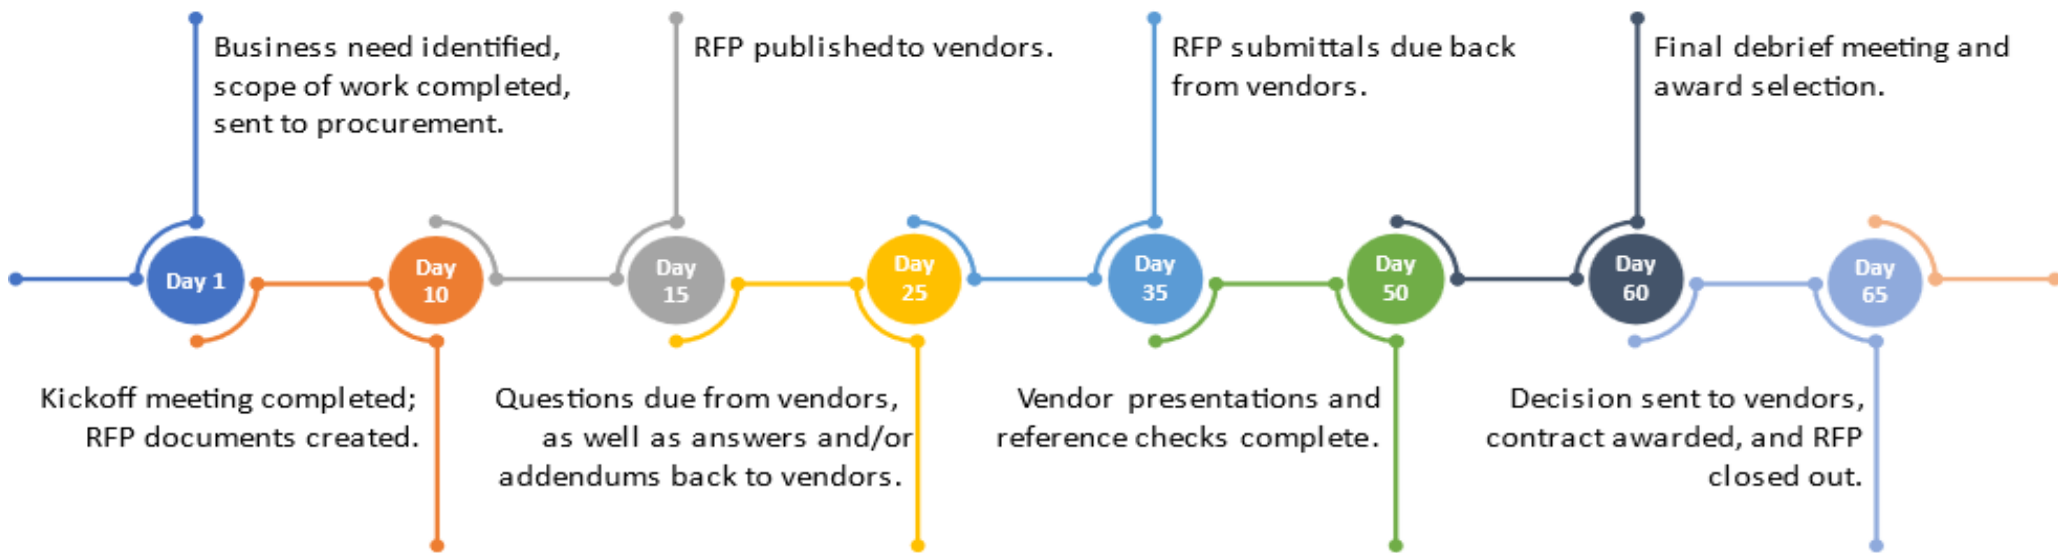 Business need identified,
scope of work completed,
sent to procurement.
RFP publishedto vendors.
RFP submittals due back
from vendors.
Final debrief meeting and
award selection.
Day 1
Day
10
Day
15
Day
25
Day
35
Day
50
Day
60
Day
65
Kickoff meeting completed;
RFP documents created.
Questions due from vendors,
as well as answers and/or
addendums back to vendors.
Vendor presentations and
reference checks complete.
Decision sent to vendors,
contract awarded, and RFP
closed out.